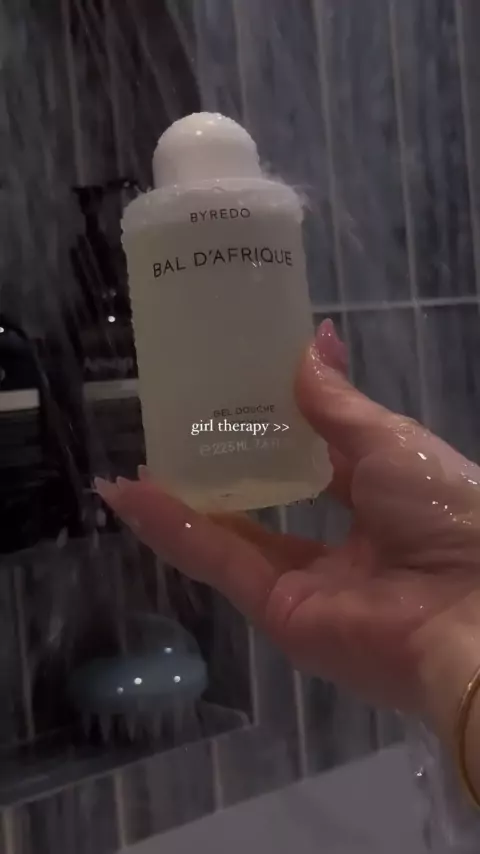 BYREDO
BAL D'AFRIQUE
GEL DOUCHE
girl therapy >>